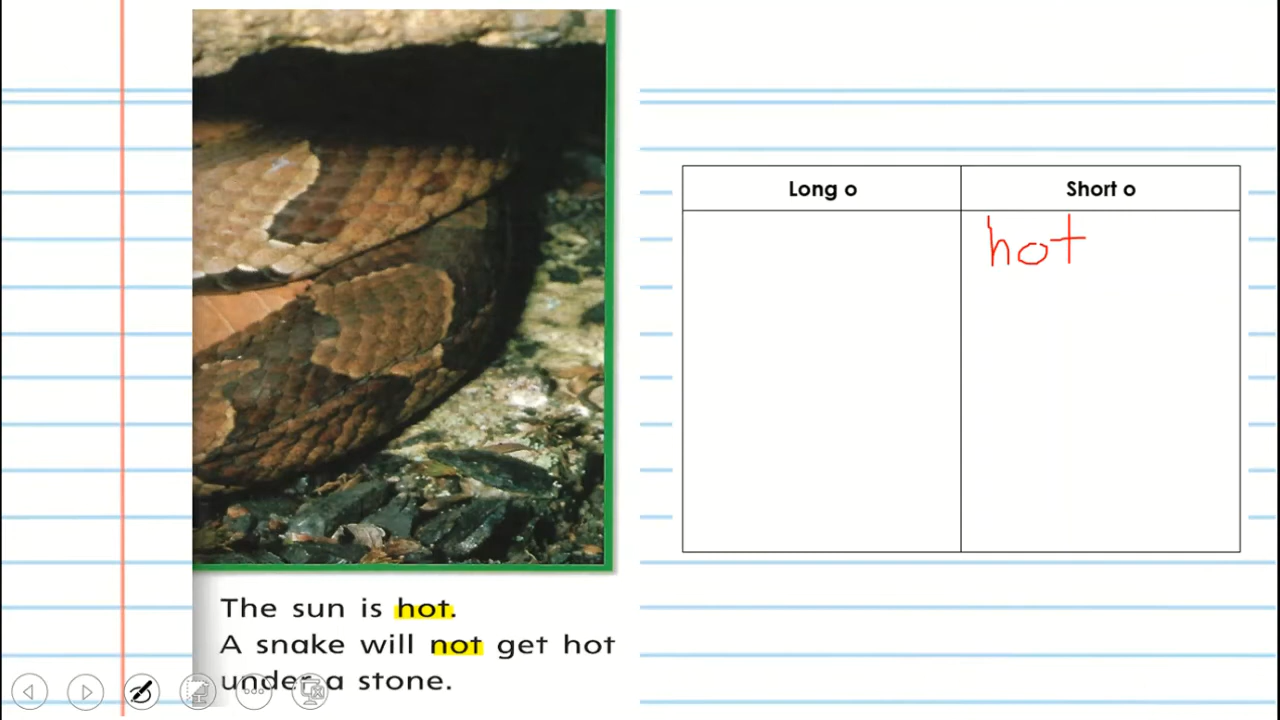 Long o
Short o
hot
The sun is hot.
A snake will not get hot
under a stone.